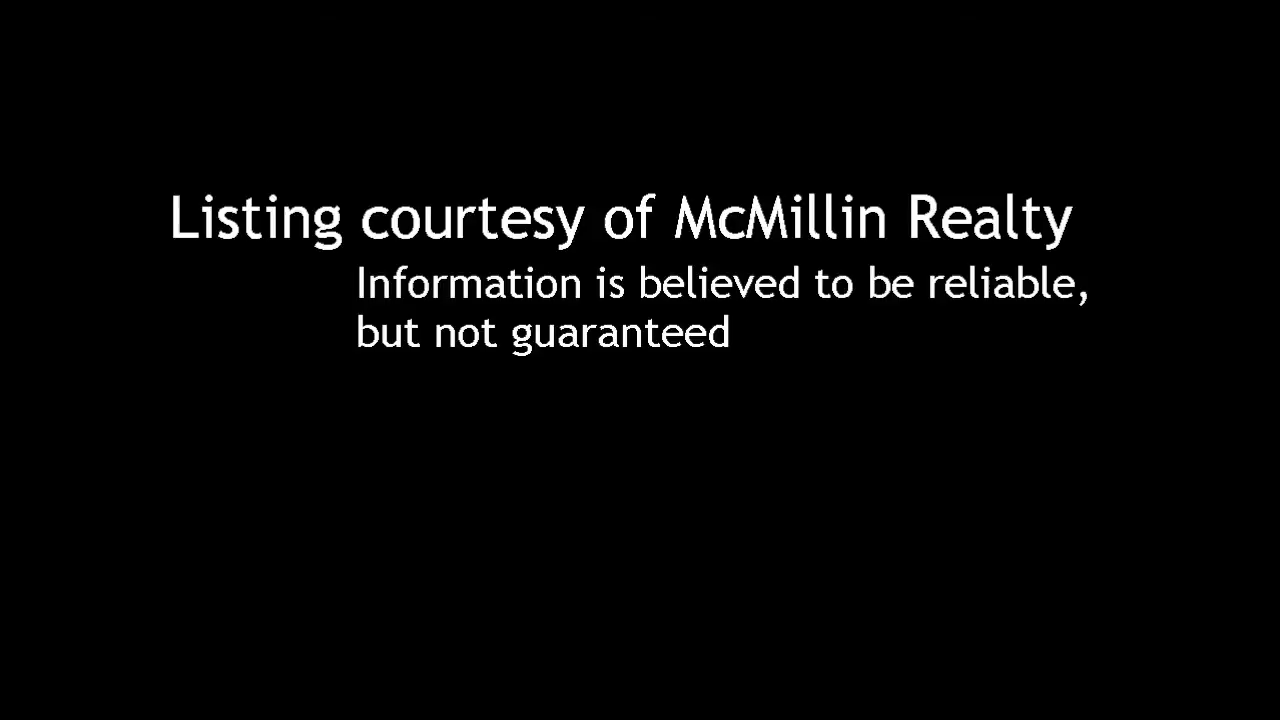 Listing courtesy of McMillin Realty
Information is believed to be reliable,
but not guaranteed